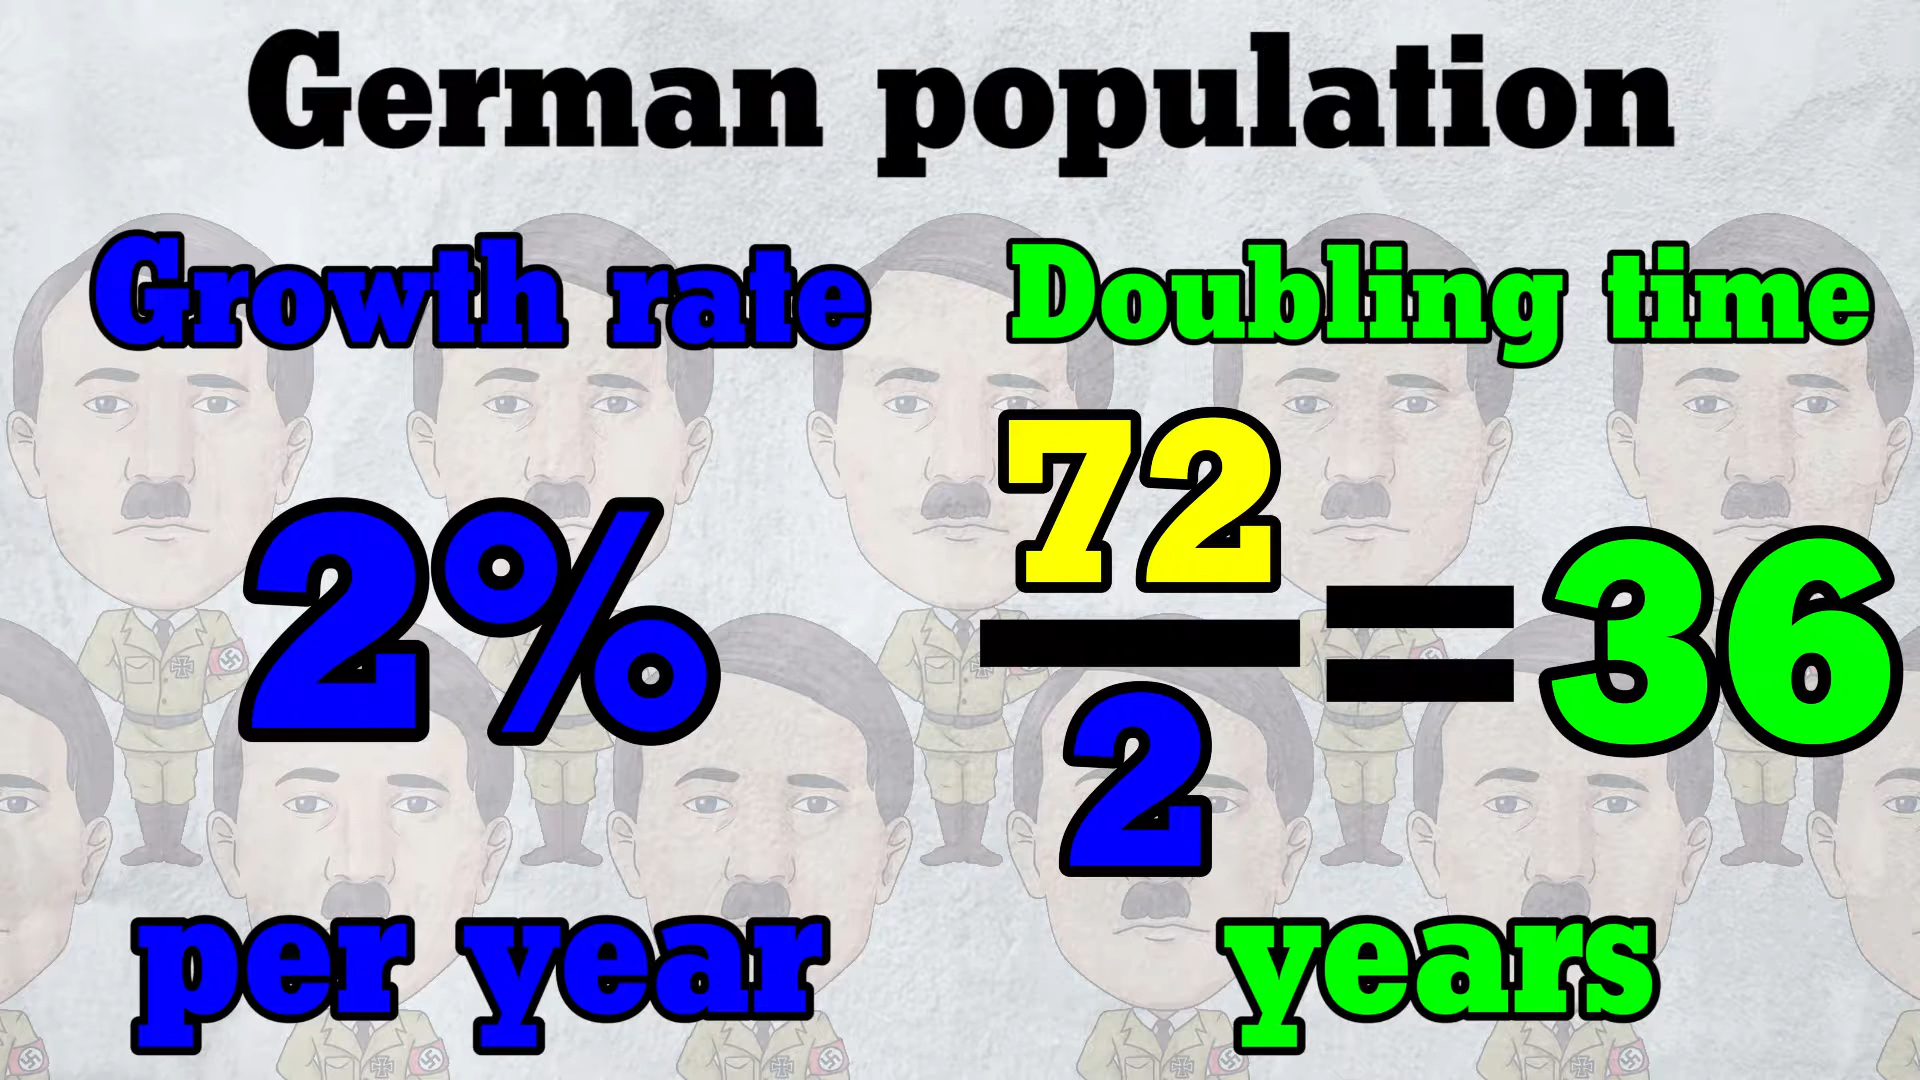 German population
Growth rate
Doubling time
2%
72
2
=36
per year
years